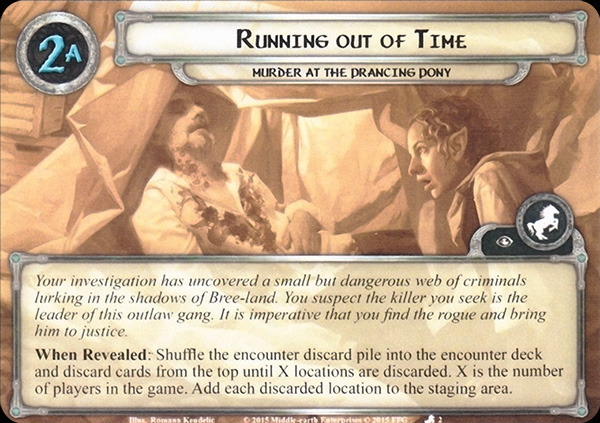 2A
RUNNING OUT OF TIME
MURDER AT THE PRANCING PONY
Your investigation has uncovered a small but dangerous web of criminals
lurking in the shadows of Bree-land. You suspect the killer you seek is the
leader of this outlaw gang. It is imperative that you find the rogue and bring
him to justice.
When Revealed: Shuffle the encounter discard pile into the encounter deck
and discard cards from the top until X locations are discarded. X is the
number of players in the game. Add each discarded location to the staging area.
Illus. Romana Kendelic © 2015 Middle-earth Enterprises © 2015 FFG 2